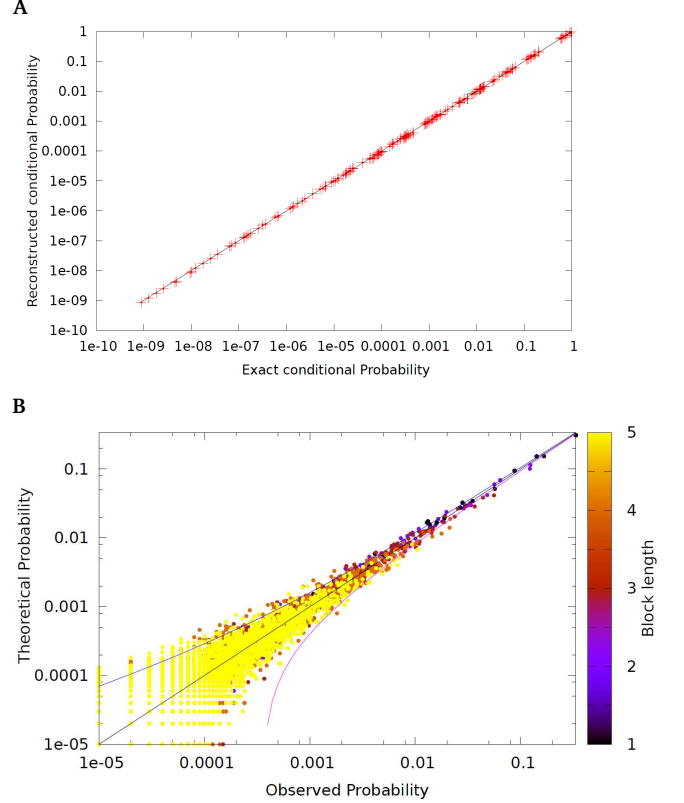 A
Reconstructed conditional Probability
1
0.1
0.01
0.001
0.0001
1e-05
1e-06
1e-07
1e-08
1e-09
1e-10
1e-10 1e-09 1e-08 1e-07 1e-06 1e-05 0.0001 0.001 0.01 0.1 1
Exact conditional Probability
B
Theoretical Probability
0.1
0.01
0.001
0.0001
1e-05
1e-05 0.0001 0.001 0.01 0.1
Observed Probability
5
4
3
2
1
Block length